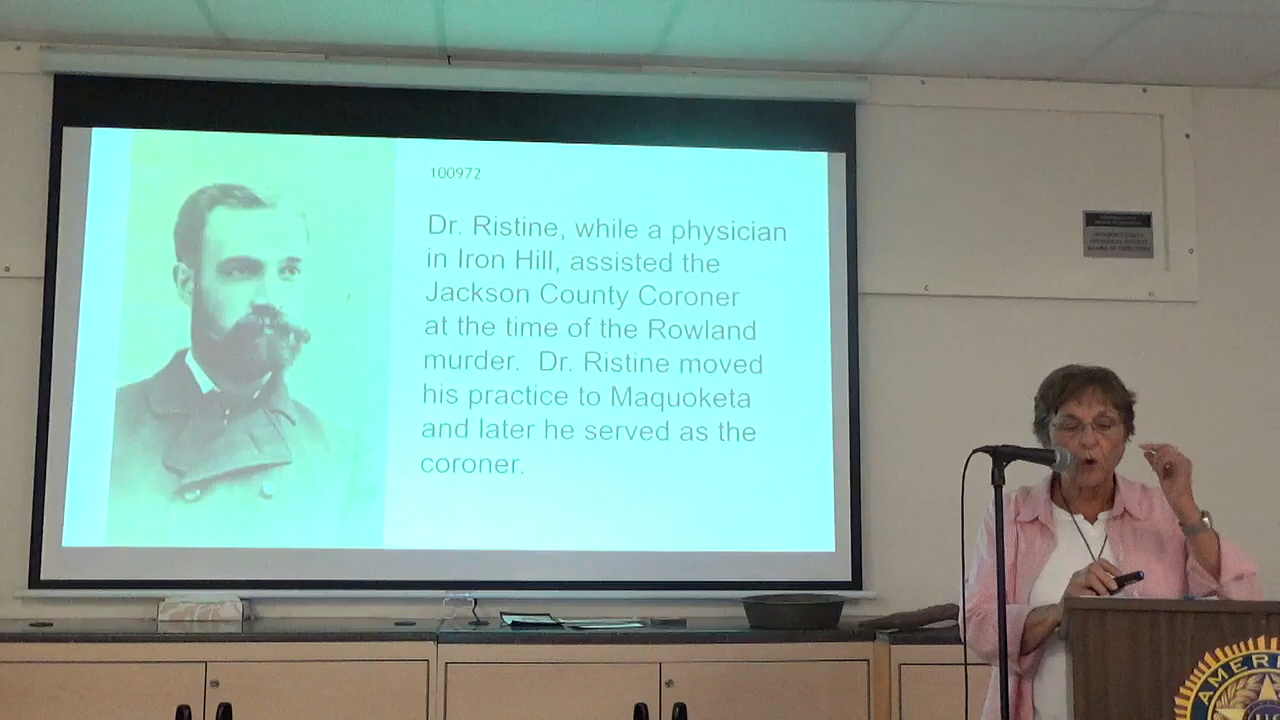 100972
Dr. Ristine, while a physician
in Iron Hill, assisted the
Jackson County Coroner
at the time of the Rowland
murder. Dr. Ristine moved
his practice to Maquoketa
and later he served as the
coroner.